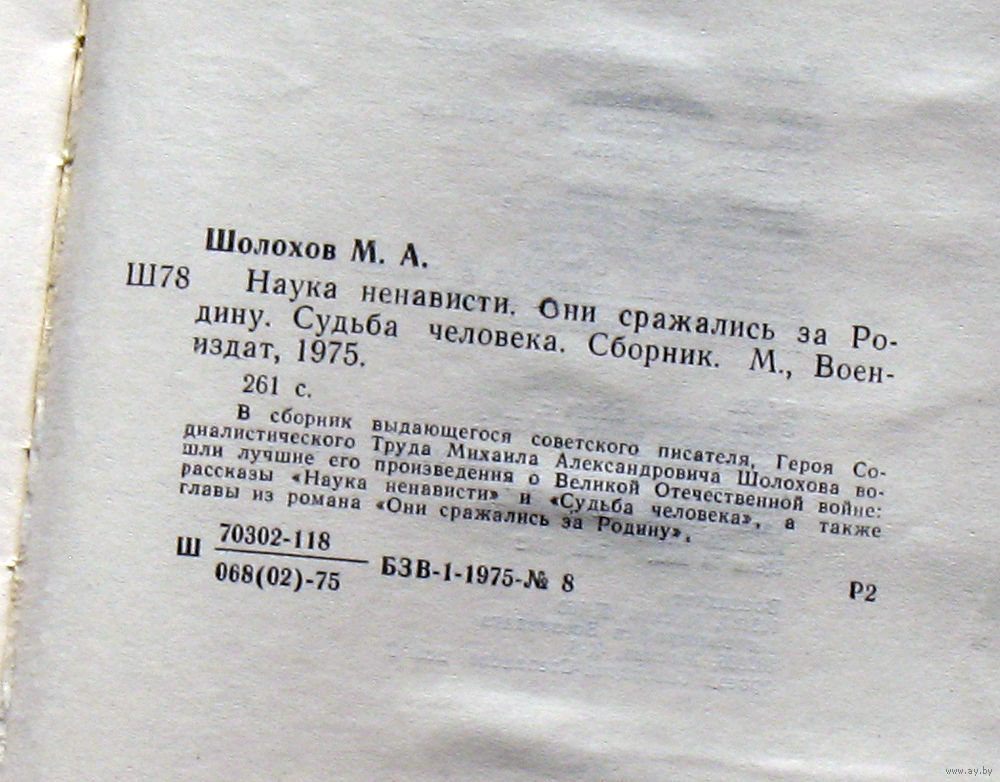 Шолохов М. А.
Ш78 Наука ненависти. Они сражались за Ро-
дину. Судьба человека. Сборник. М., Воен-
издат, 1975.
261 с.
В сборник выдающегося советского писателя, Героя Со-
циалистического Труда Михаила Александровича Шолохова во-
шли лучшие его произведения о Великой Отечественной войне:
рассказы «Наука ненависти» и «Судьба человека», а также
главы из романа «Они сражались за Родину».
Ш 70302-118
068(02)-75 БЗВ-1-1975-№ 8 Р2
www.ay.by